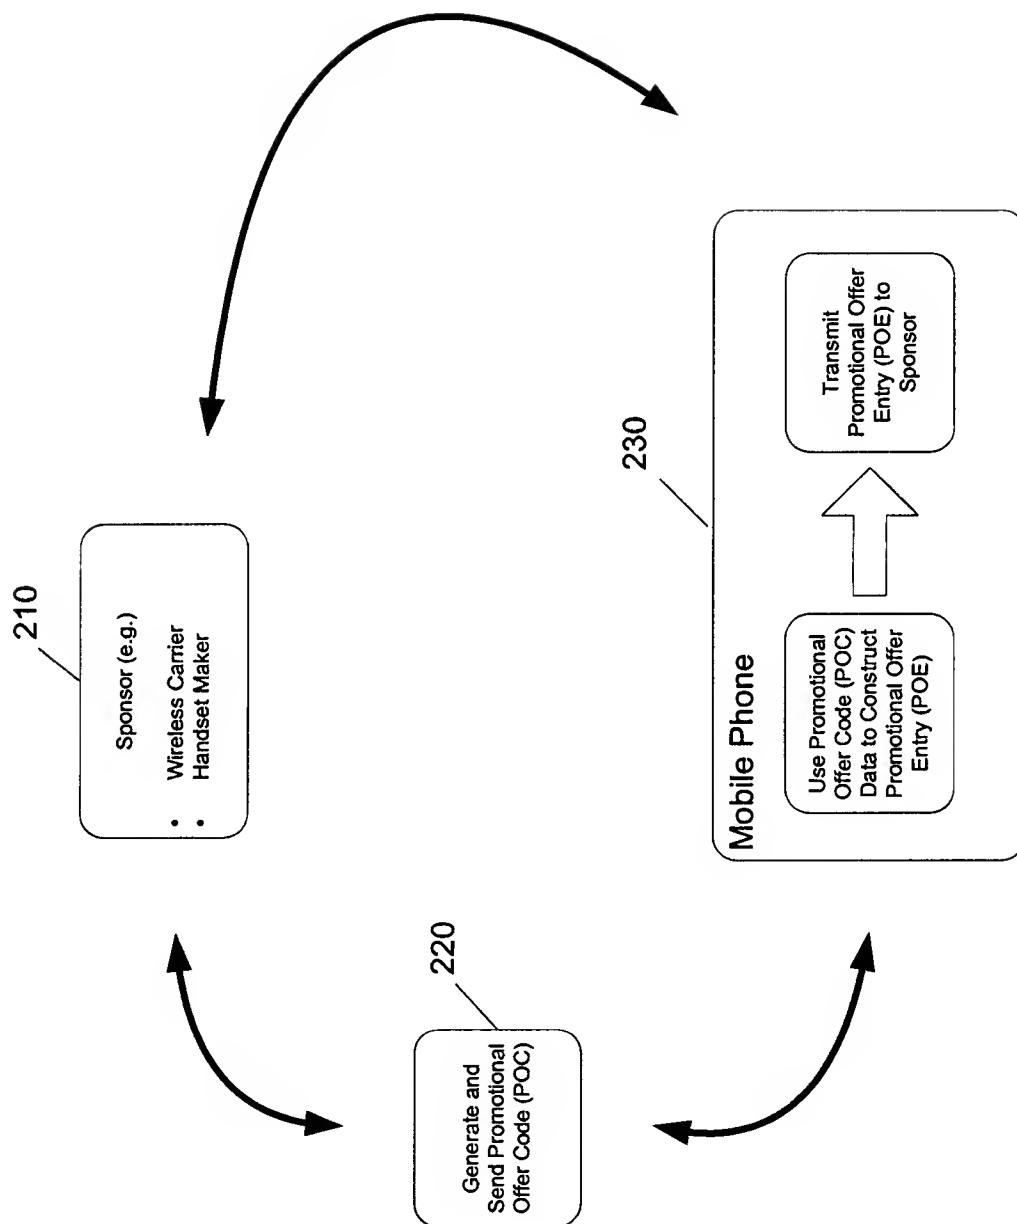 210
Sponsor (e.g.)
• Wireless Carrier
• Handset Maker
220
Generate and
Send Promotional
Offer Code (POC)
230
Mobile Phone
Use Promotional
Offer Code (POC)
Data to Construct
Promotional Offer
Entry (POE)
Transmit
Promotional Offer
Entry (POE) to
Sponsor